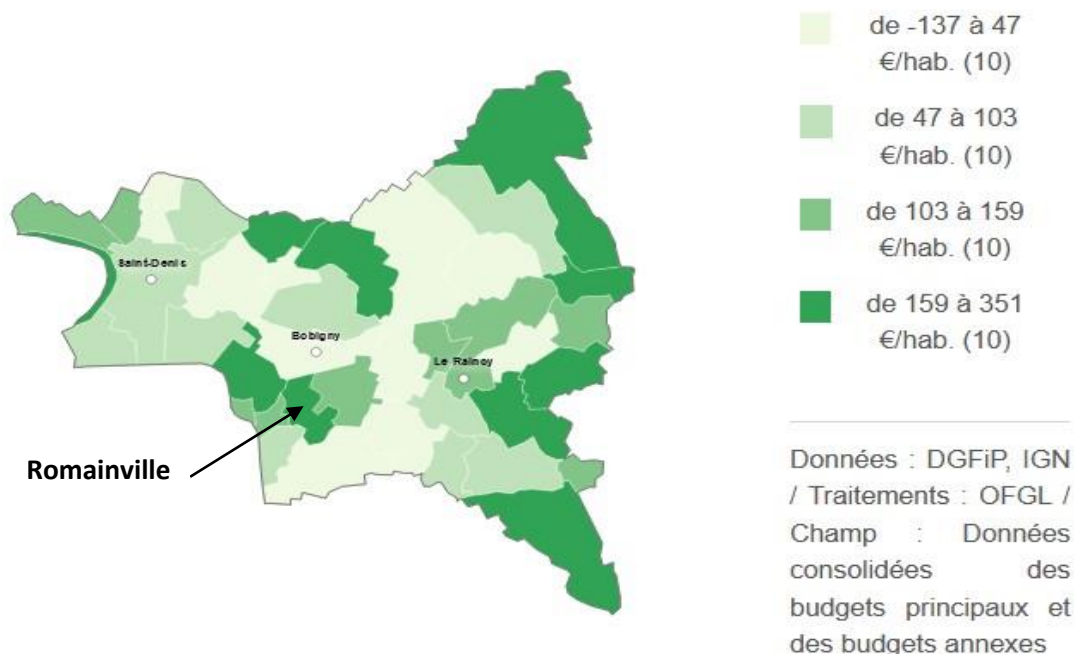 de -137 à 47
€/hab. (10)
de 47 à 103
€/hab. (10)
de 103 à 159
€/hab. (10)
de 159 à 351
€/hab. (10)
Saint-Denis
Bobigny
Le Raincy
Romainville
Données : DGFiP, IGN
/ Traitements : OFGL /
Champ : Données
consolidées des
budgets principaux et
des budgets annexes